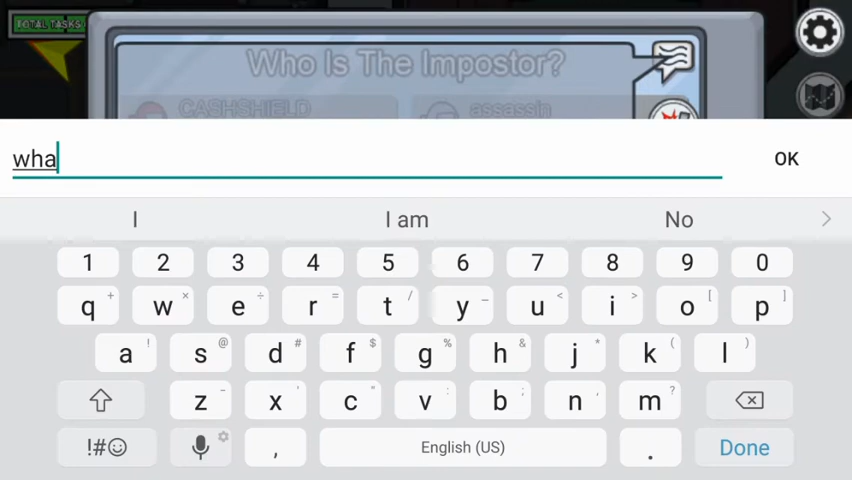 TOTAL TASKS
Who Is The Impostor?
CASHSHIELD assassin
wha
OK
I I am No
1 2 3 4 5 6 7 8 9 0
q + w × e ÷ r = t / y _ u < i > o [ p ]
a ! s @ d # f $ g % h & j * k ( l )
z - x ' c " v : b ; n , m ?
!#☺ , English (US) . Done